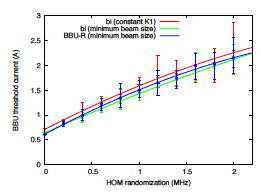 3
2.5
2
1.5
1
0.5
0
BBU threshold current (A)
bi (constant K1)
bi (minimum beam size)
BBU-R (minimum beam size)
0 0.5 1 1.5 2
HOM randomization (MHz)